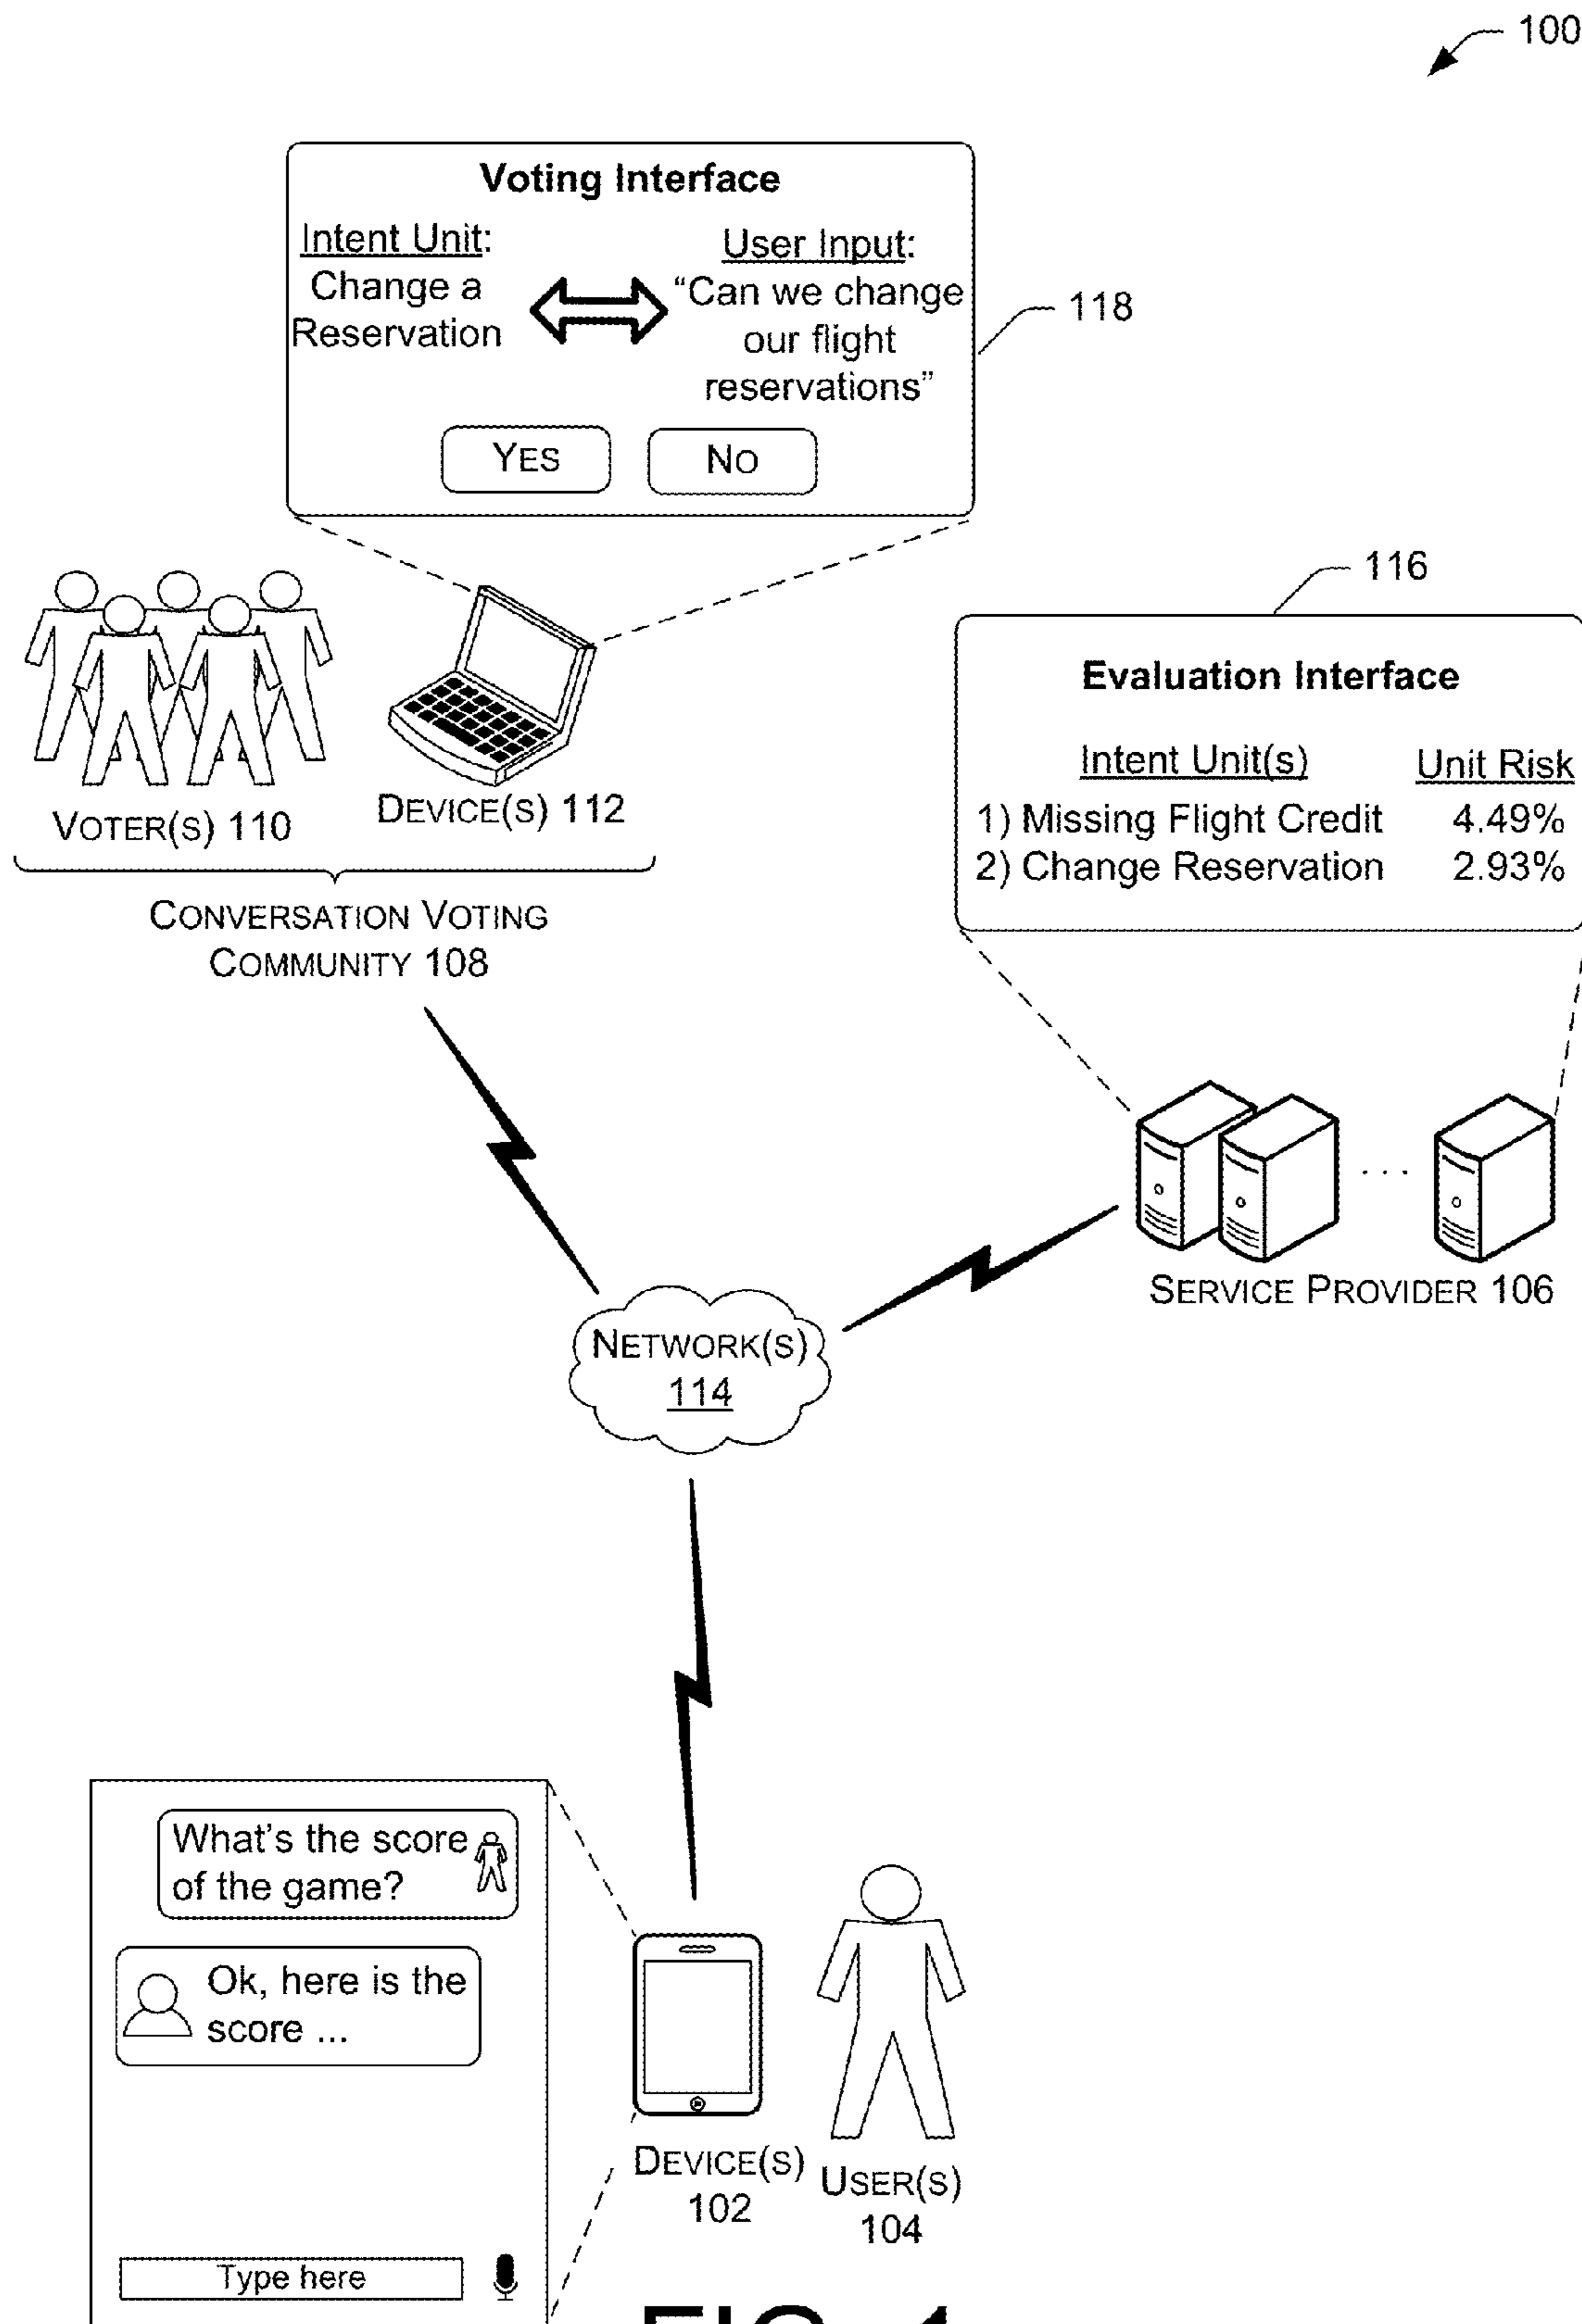 100
Voting Interface
Intent Unit:
Change a
Reservation
User Input:
“Can we change
our flight
reservations”
YES
NO
118
116
Evaluation Interface
Intent Unit(s) Unit Risk
1) Missing Flight Credit 4.49%
2) Change Reservation 2.93%
VOTER(S) 110
DEVICE(S) 112
CONVERSATION VOTING
COMMUNITY 108
SERVICE PROVIDER 106
NETWORK(S)
114
What's the score
of the game?
Ok, here is the
score ...
Type here
DEVICE(S)
102
USER(S)
104
FIG. 1